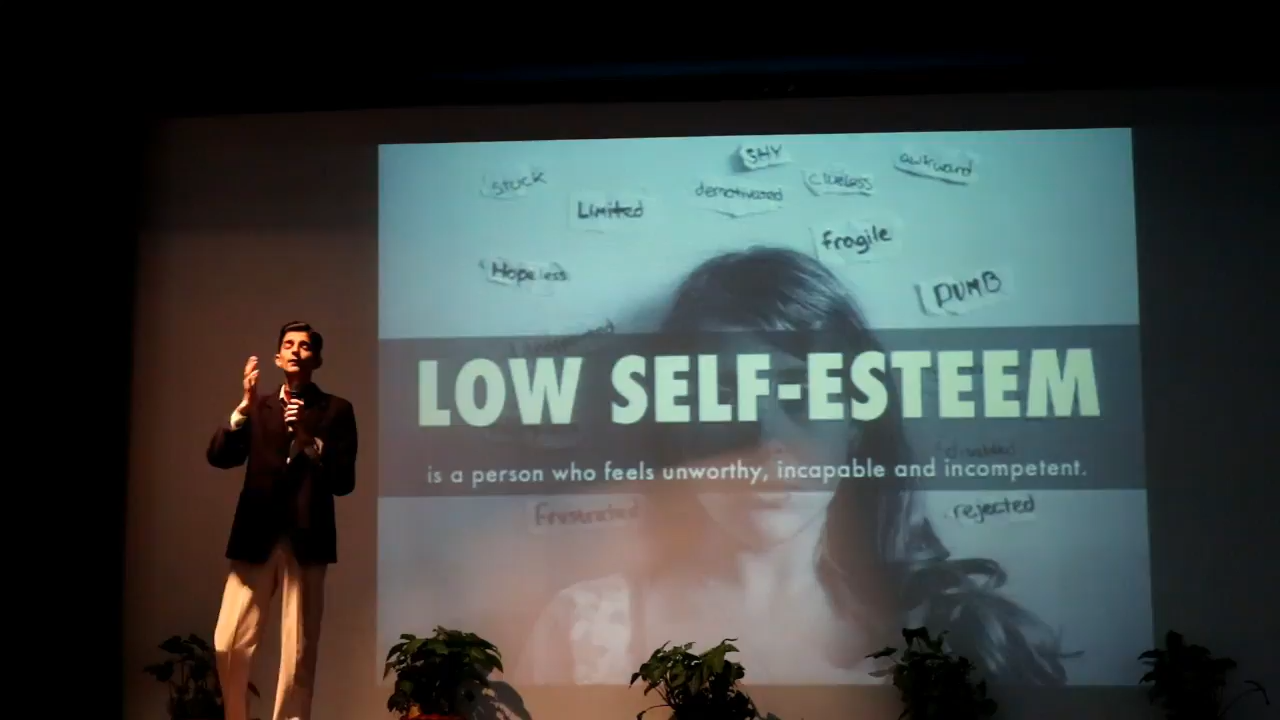 SHY
awkward
stuck
demotivated
clueless
Limited
fragile
Hopeless
DUMB
LOW SELF-ESTEEM
is a person who feels unworthy, incapable and incompetent.
rejected
Frustrated